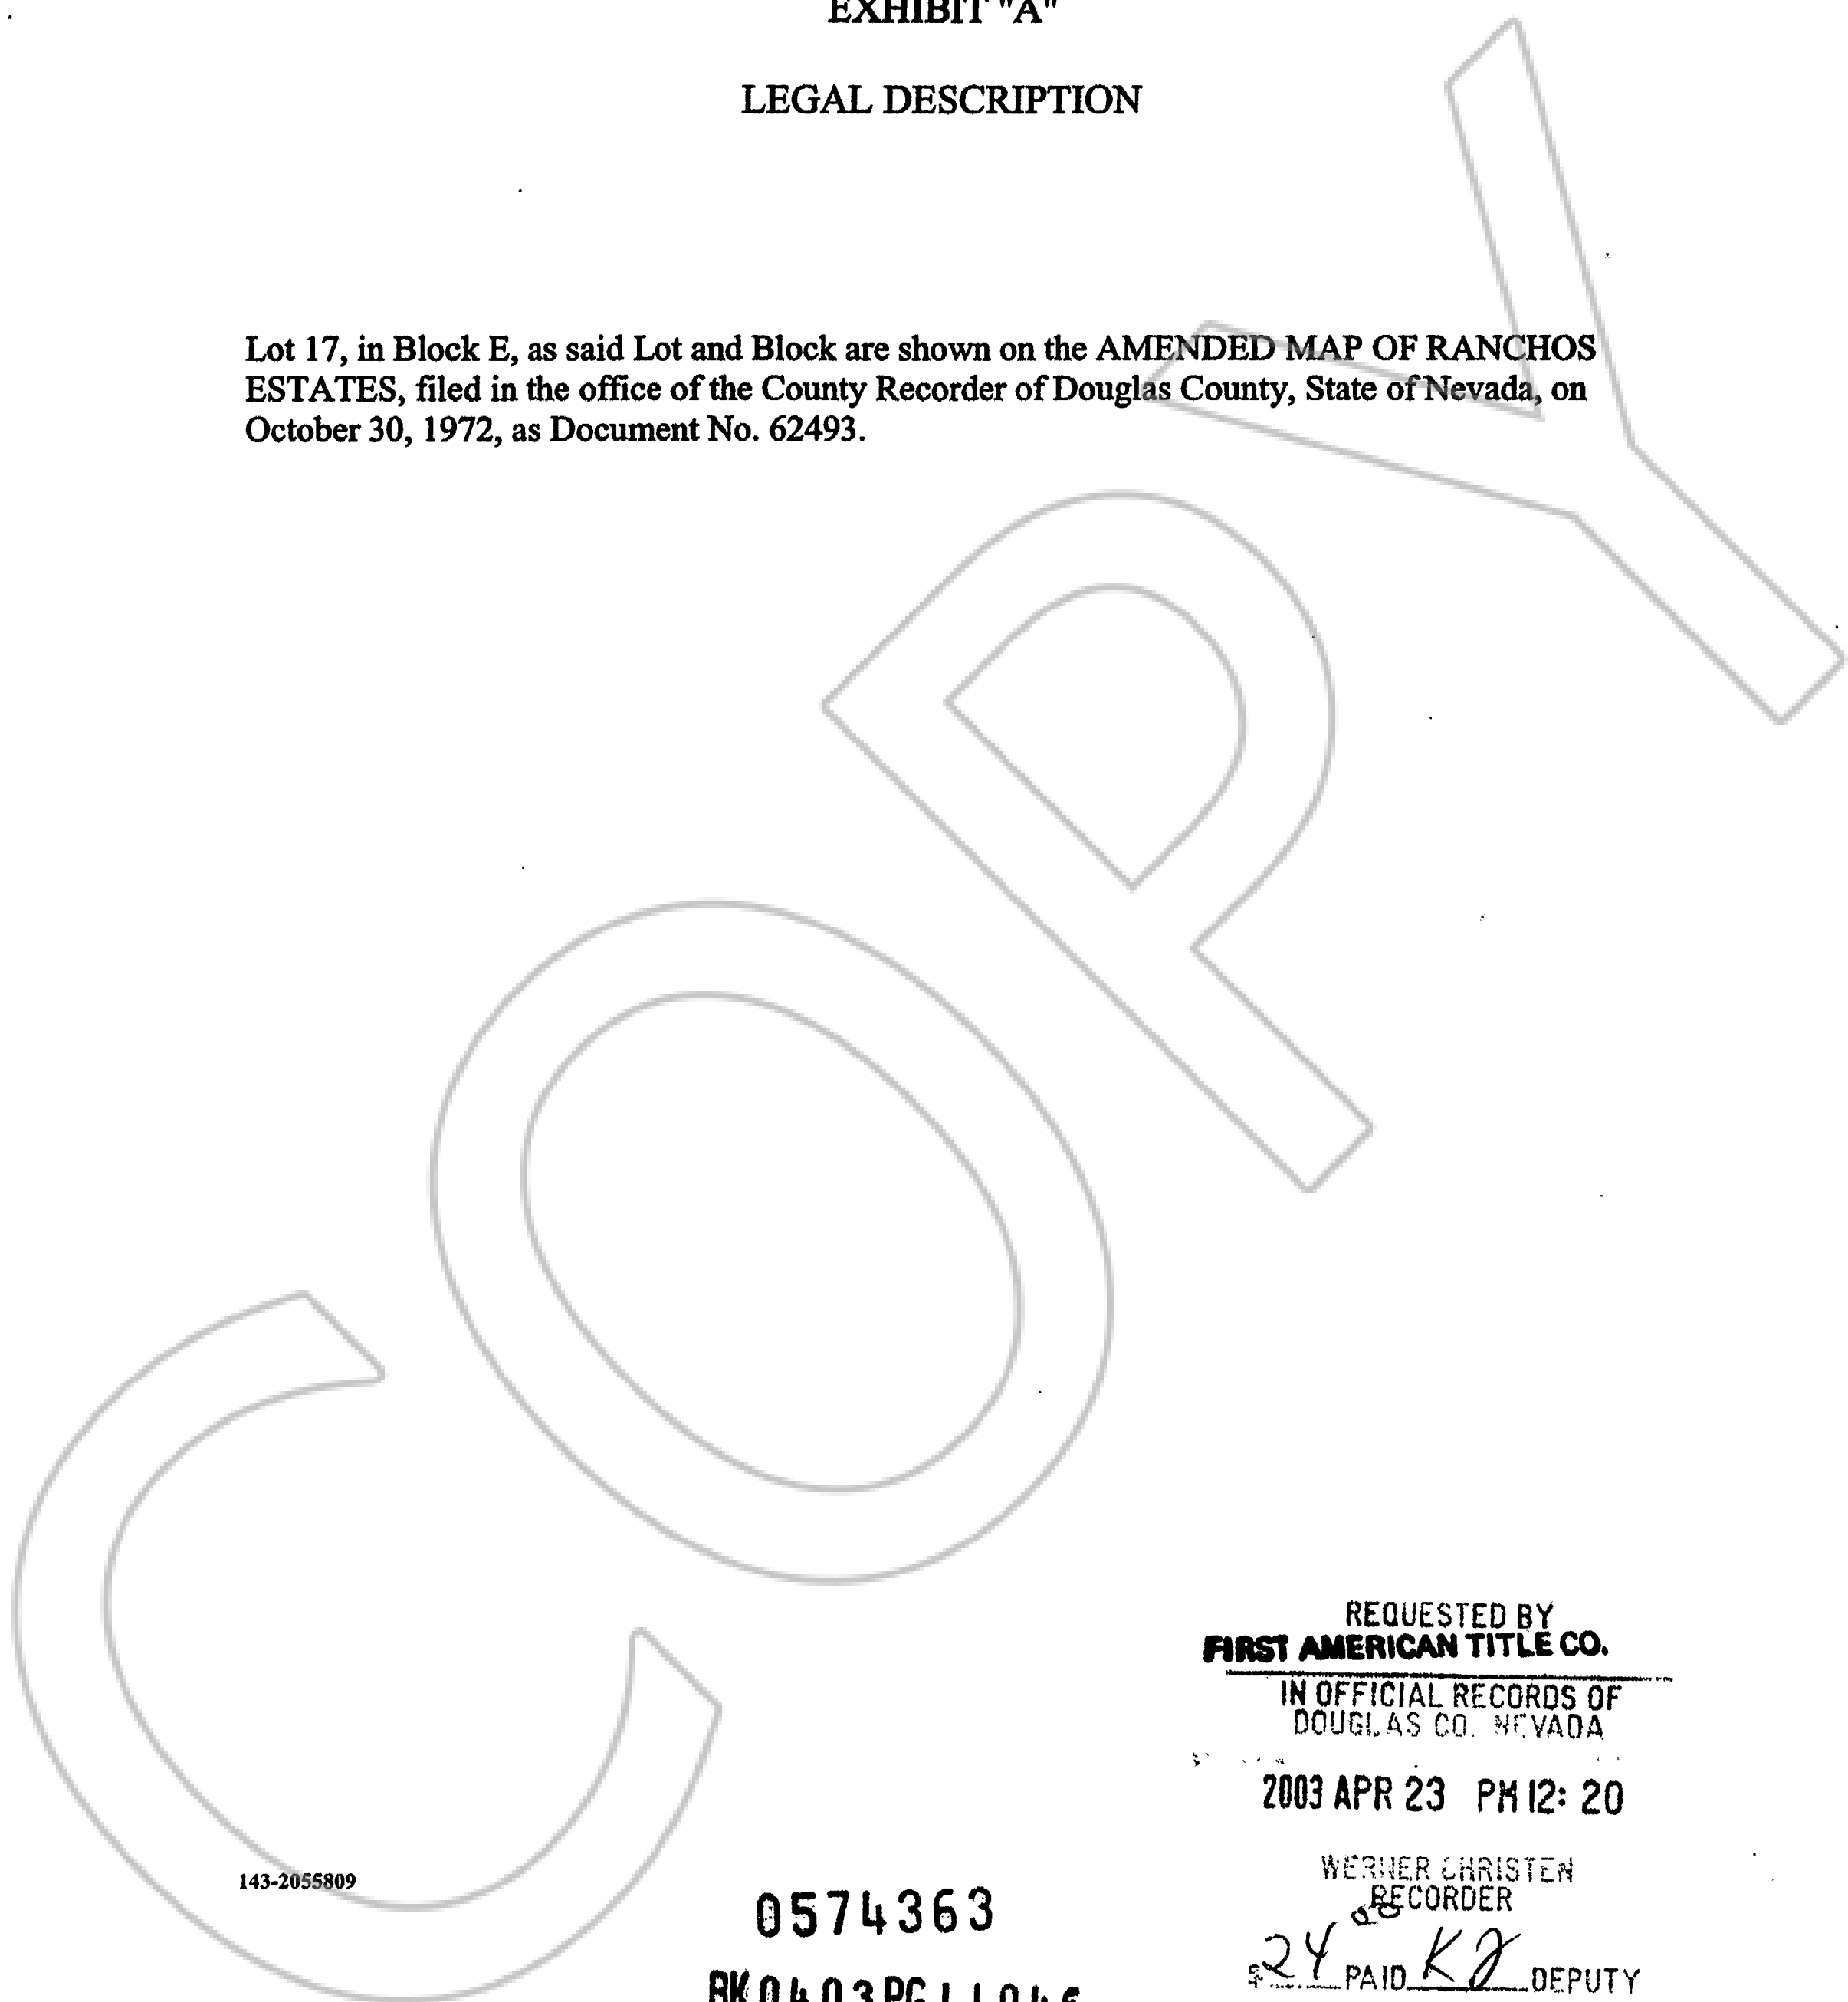 EXHIBIT "A"
LEGAL DESCRIPTION
Lot 17, in Block E, as said Lot and Block are shown on the AMENDED MAP OF RANCHOS
ESTATES, filed in the office of the County Recorder of Douglas County, State of Nevada, on
October 30, 1972, as Document No. 62493.
COPY
REQUESTED BY
FIRST AMERICAN TITLE CO.
IN OFFICIAL RECORDS OF
DOUGLAS CO. NEVADA
2003 APR 23 PM 12: 20
WERNER CHRISTEN
RECORDER
$24 00 PAID KJ DEPUTY
143-2055809
0574363
BK0403PG11046